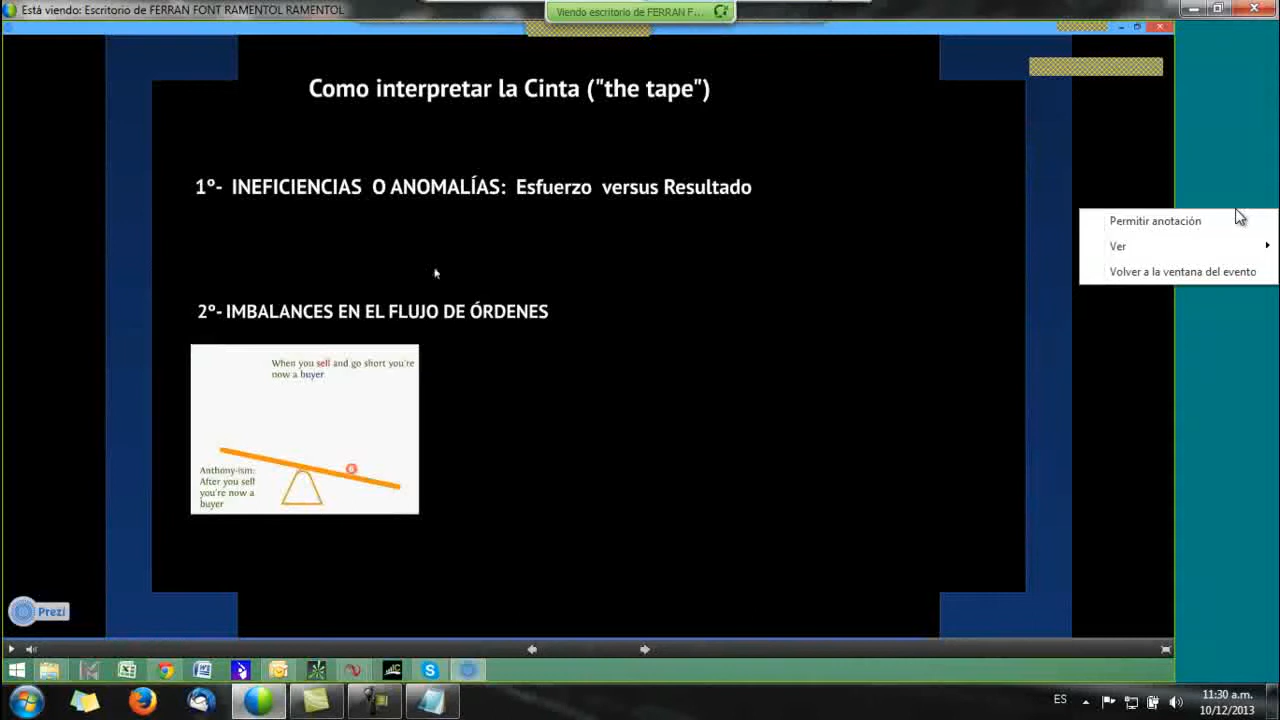 Está viendo: Escritorio de FERRAN FONT RAMENTOL RAMENTOL
Viendo escritorio de FERRAN F...
Como interpretar la Cinta ("the tape")
1º- INEFICIENCIAS O ANOMALÍAS: Esfuerzo versus Resultado
Permitir anotación
Ver
Volver a la ventana del evento
2º- IMBALANCES EN EL FLUJO DE ÓRDENES
When you sell and go short you're
now a buyer
Anthony-ism:
After you sell
you're now a
buyer
Prezi
ES
11:30 a.m.
10/12/2013